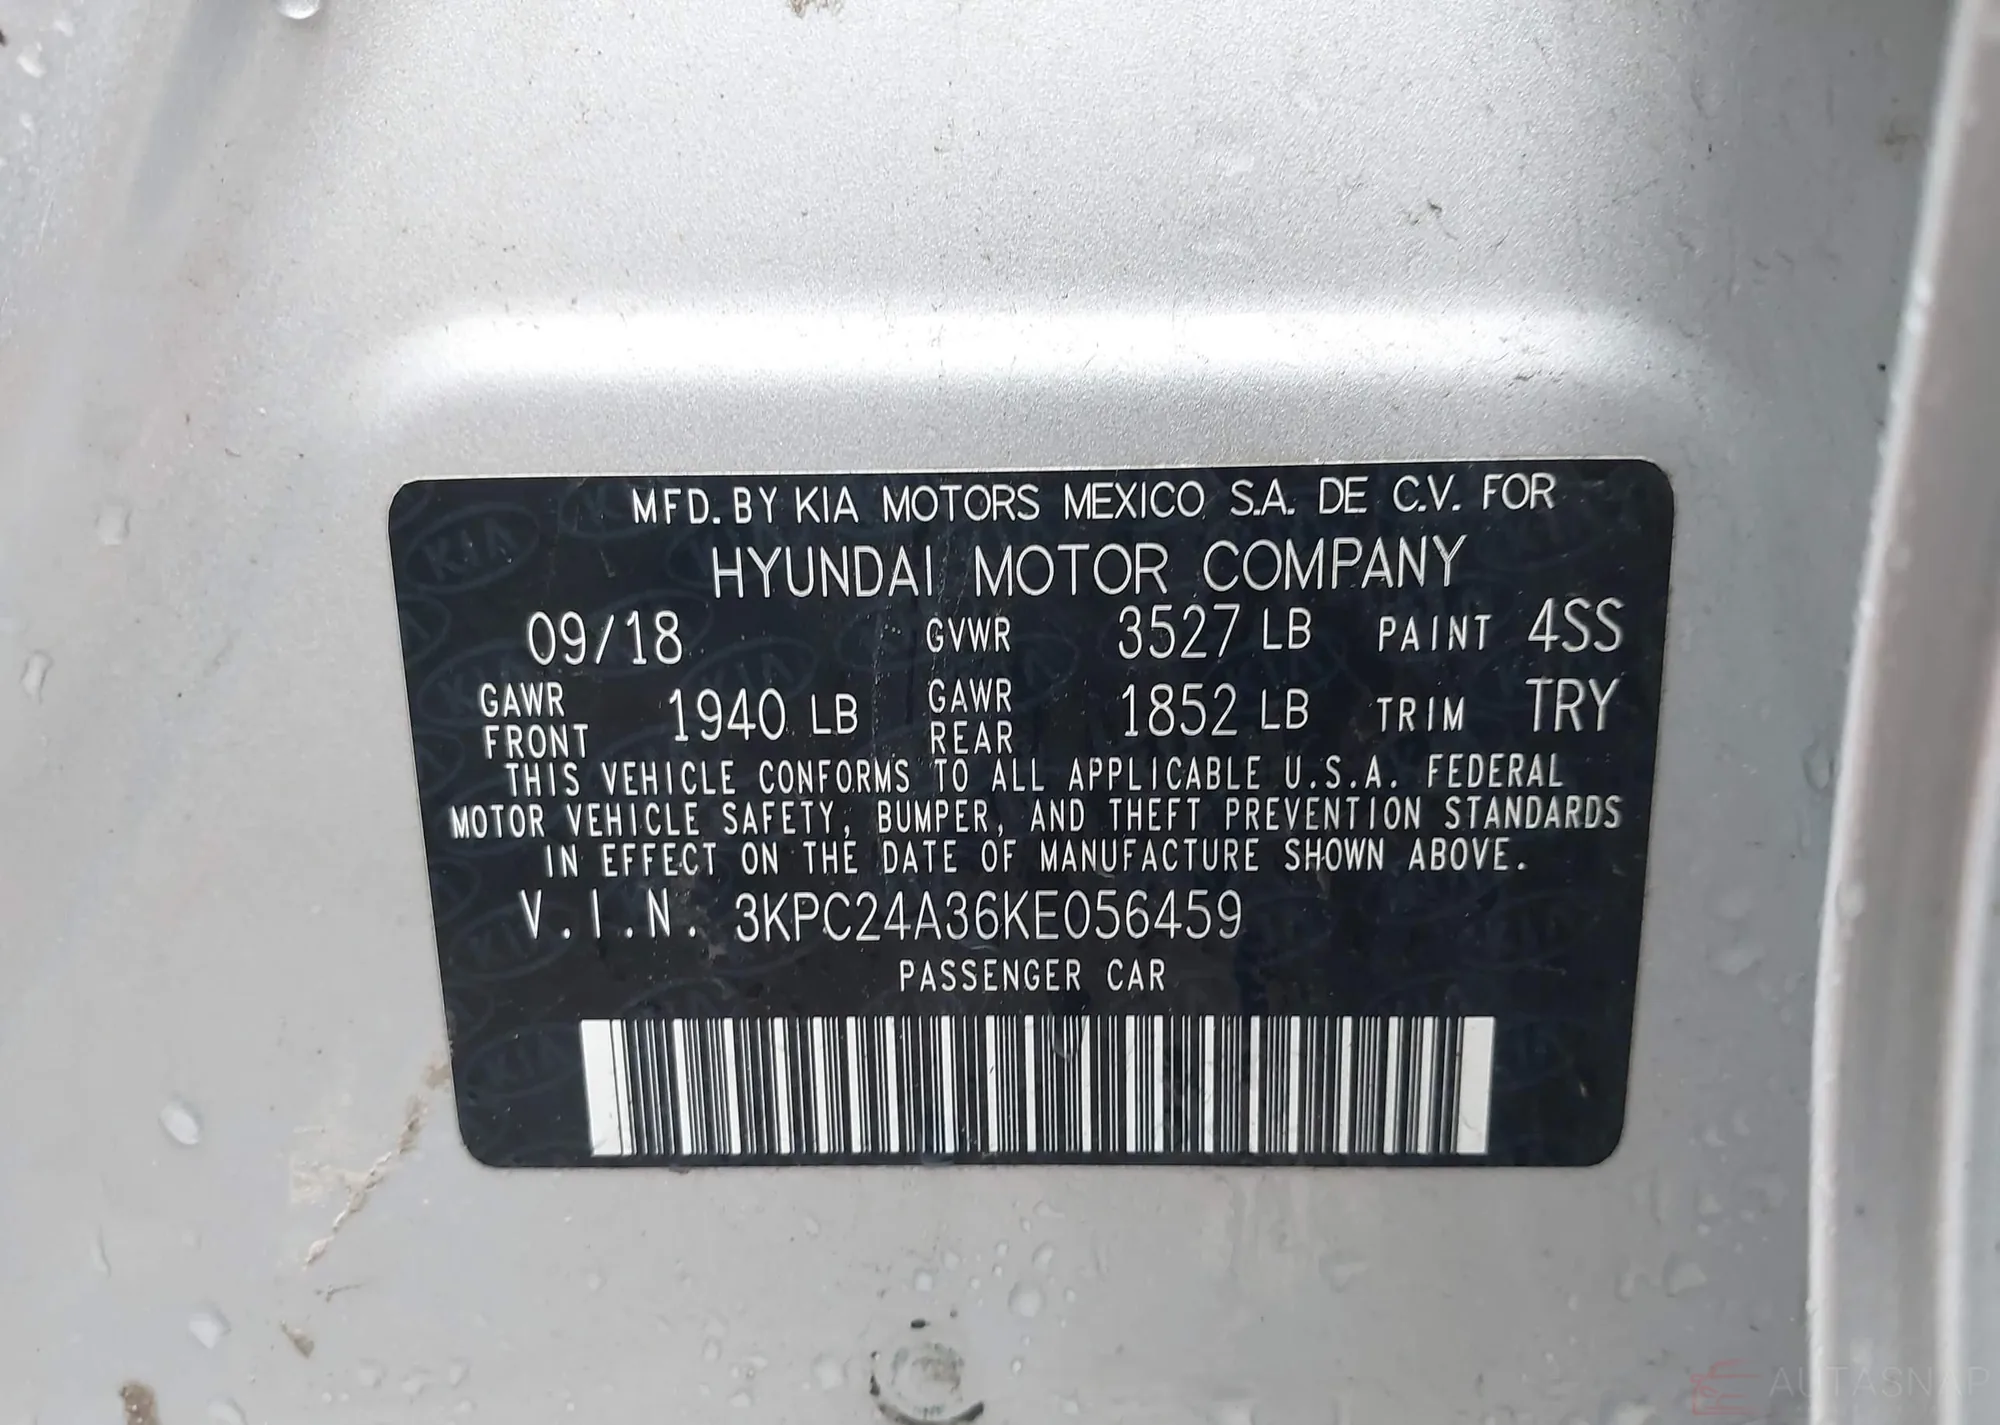 MFD. BY KIA MOTORS MEXICO S.A. DE C.V. FOR
HYUNDAI MOTOR COMPANY
09/18 GVWR 3527 LB PAINT 4SS
GAWR FRONT 1940 LB GAWR REAR 1852 LB TRIM TRY
THIS VEHICLE CONFORMS TO ALL APPLICABLE U.S.A. FEDERAL
MOTOR VEHICLE SAFETY, BUMPER, AND THEFT PREVENTION STANDARDS
IN EFFECT ON THE DATE OF MANUFACTURE SHOWN ABOVE.
V.I.N. 3KPC24A36KE056459
PASSENGER CAR
AUTASNAP